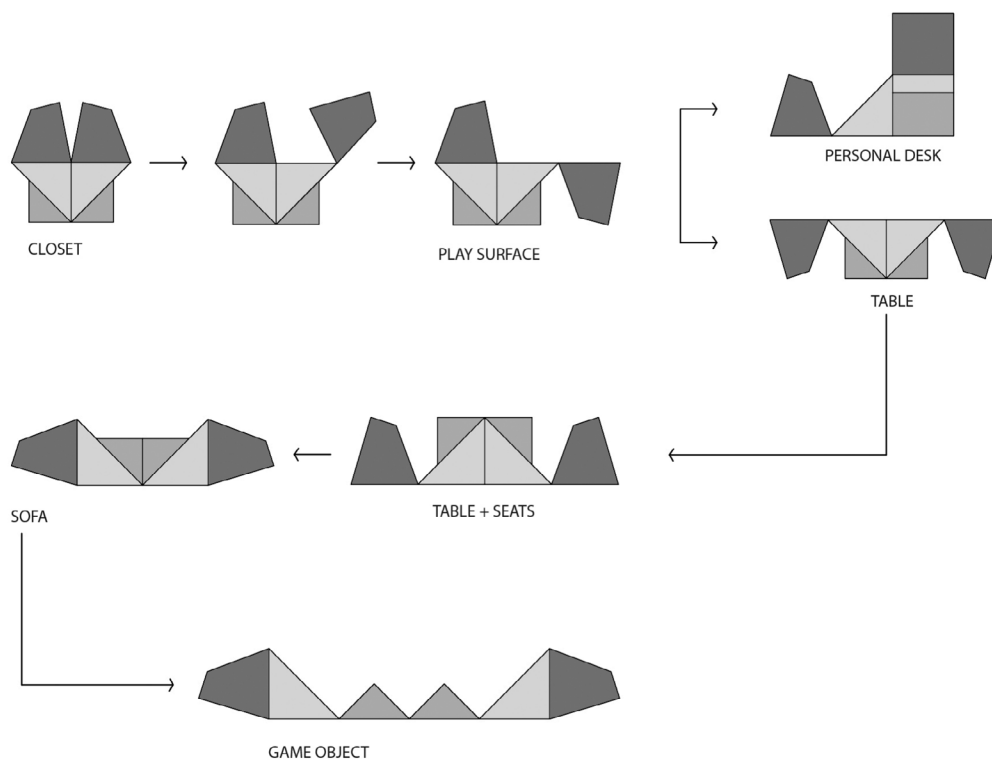 CLOSET
PLAY SURFACE
PERSONAL DESK
TABLE
TABLE + SEATS
SOFA
GAME OBJECT